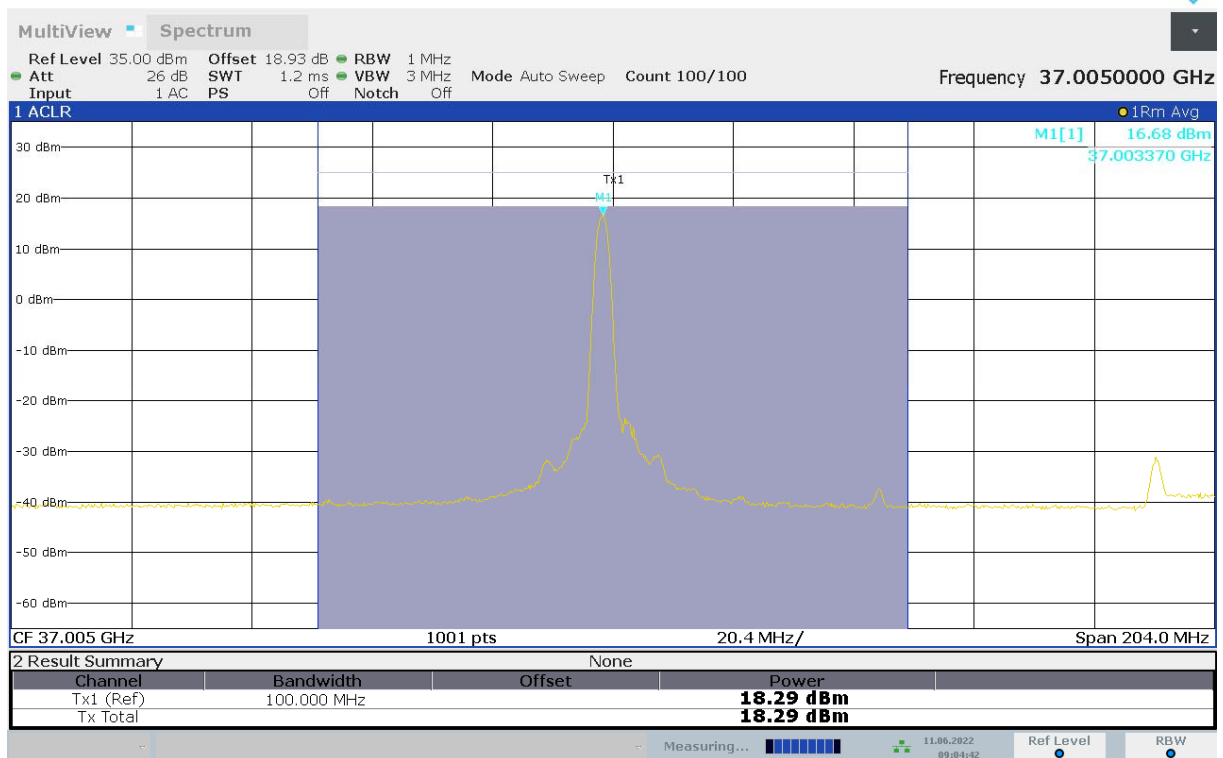 MultiView Spectrum
Ref Level 35.00 dBm Offset 18.93 dB RBW 1 MHz
Att 26 dB SWT 1.2 ms VBW 3 MHz Mode Auto Sweep Count 100/100 Frequency 37.0050000 GHz
Input 1 AC PS Off Notch Off
1 ACLR 1Rm Avg
M1[1] 16.68 dBm
37.003370 GHz
30 dBm
Tx1
20 dBm
M1
10 dBm
0 dBm
-10 dBm
-20 dBm
-30 dBm
-40 dBm
-50 dBm
-60 dBm
CF 37.005 GHz 1001 pts 20.4 MHz/ Span 204.0 MHz
2 Result Summary None
Channel Bandwidth Offset Power
Tx1 (Ref) 100.000 MHz 18.29 dBm
Tx Total 18.29 dBm
Measuring... 11.06.2022 Ref Level RBW
09:04:42